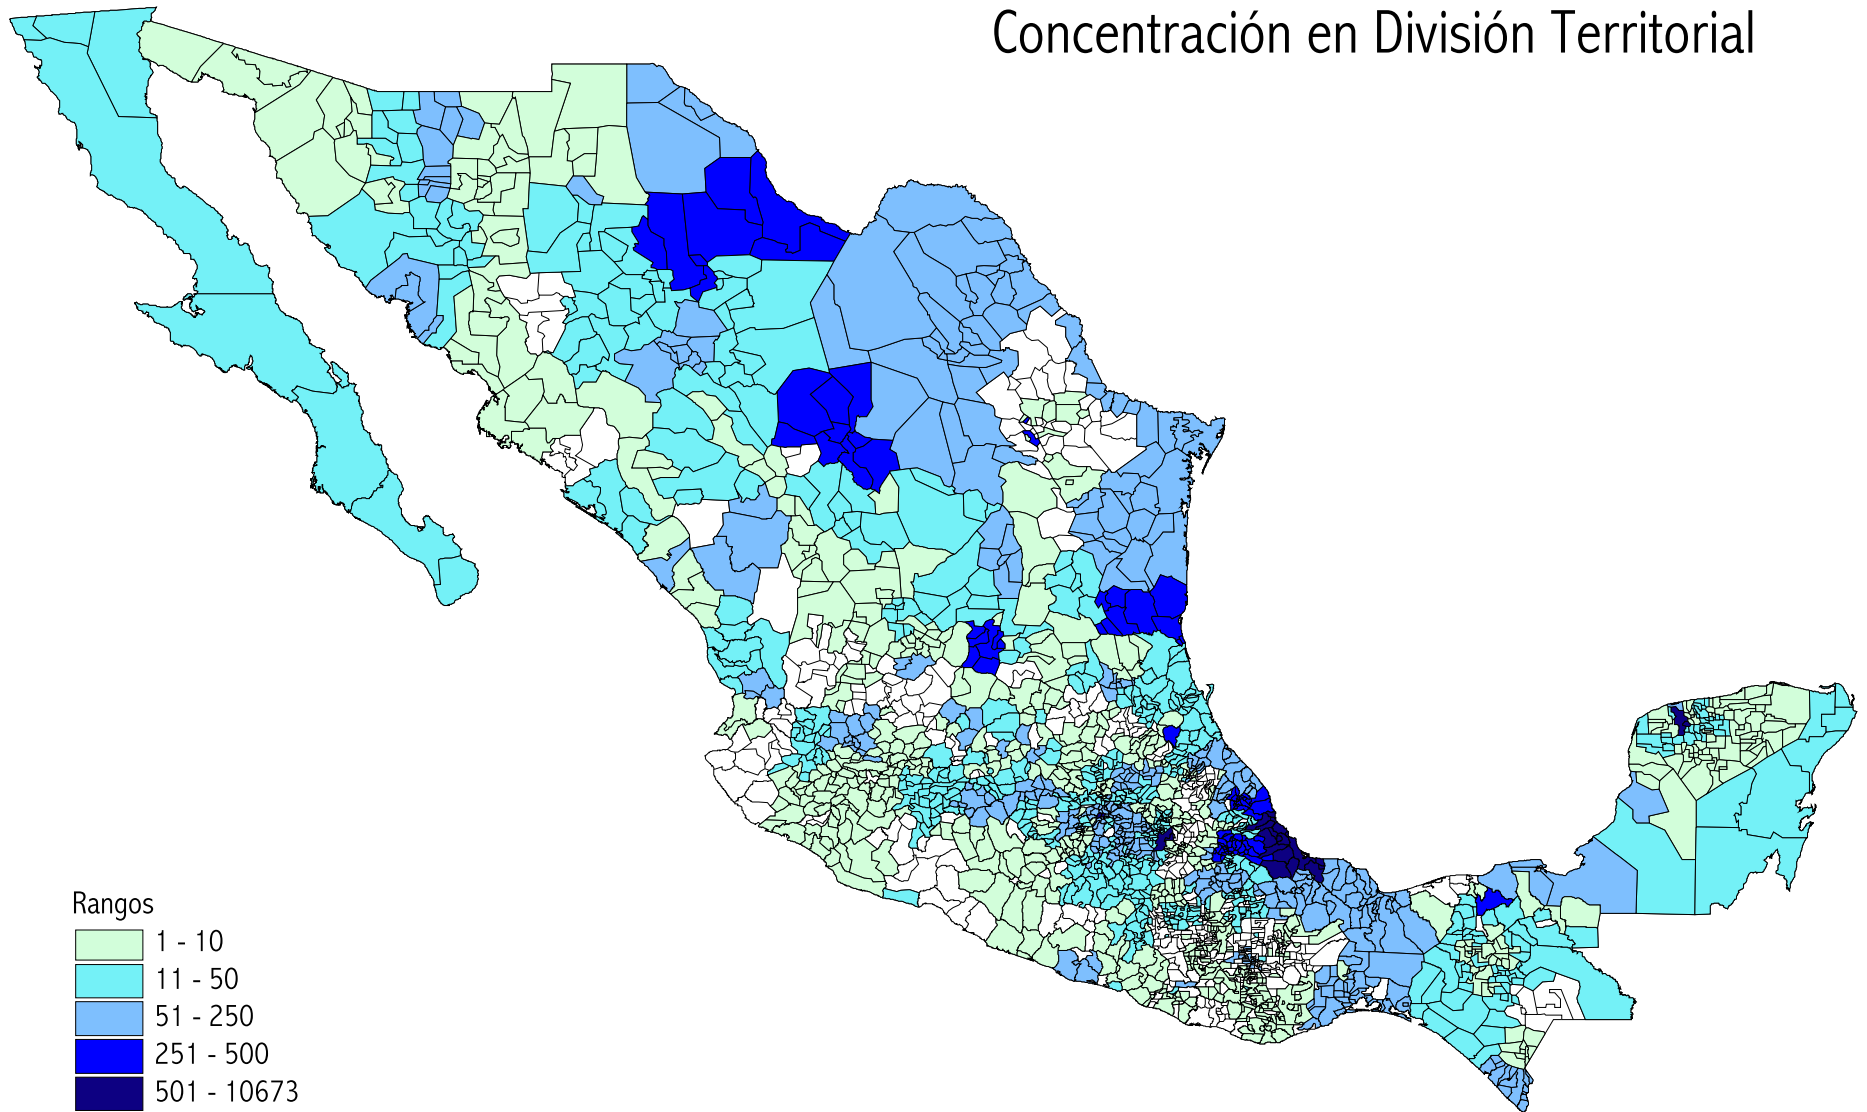 Concentración en División Territorial
Rangos
1 - 10
11 - 50
51 - 250
251 - 500
501 - 10673